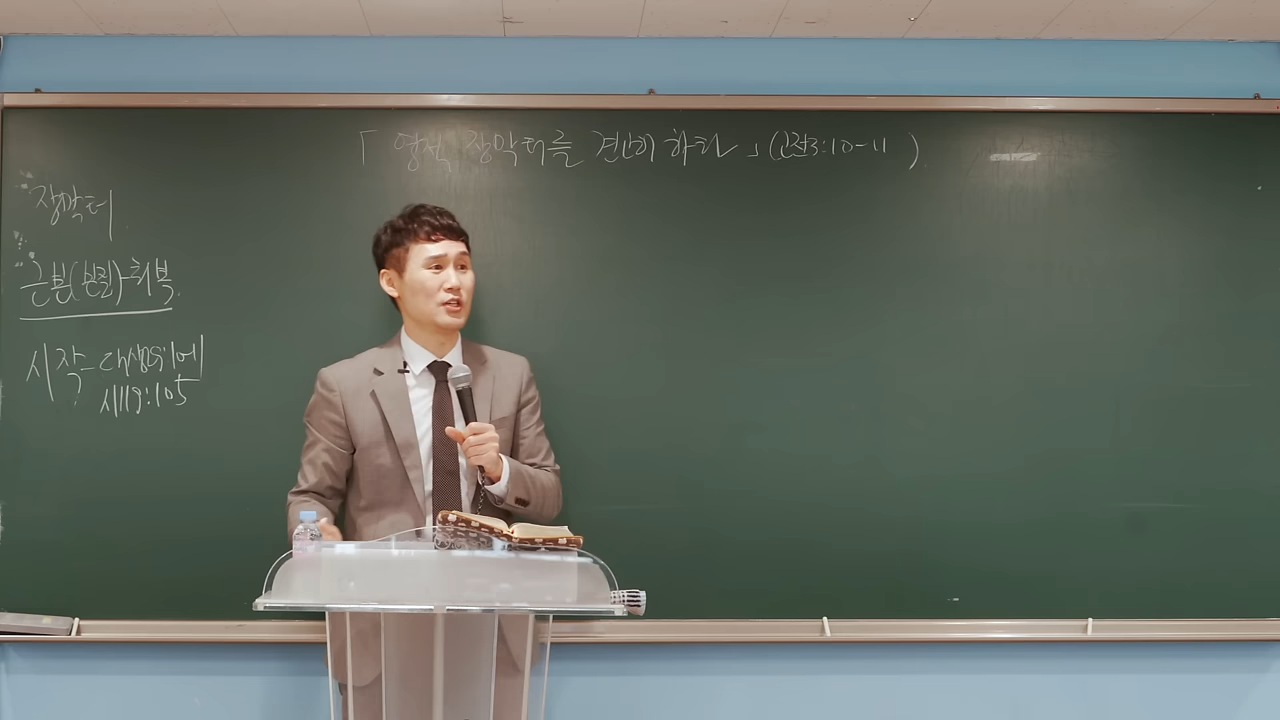 「영적 장막터를 견고히 하라」(고전3:10-11)
장막터
근본(본질)-회복
시작-
시119:105